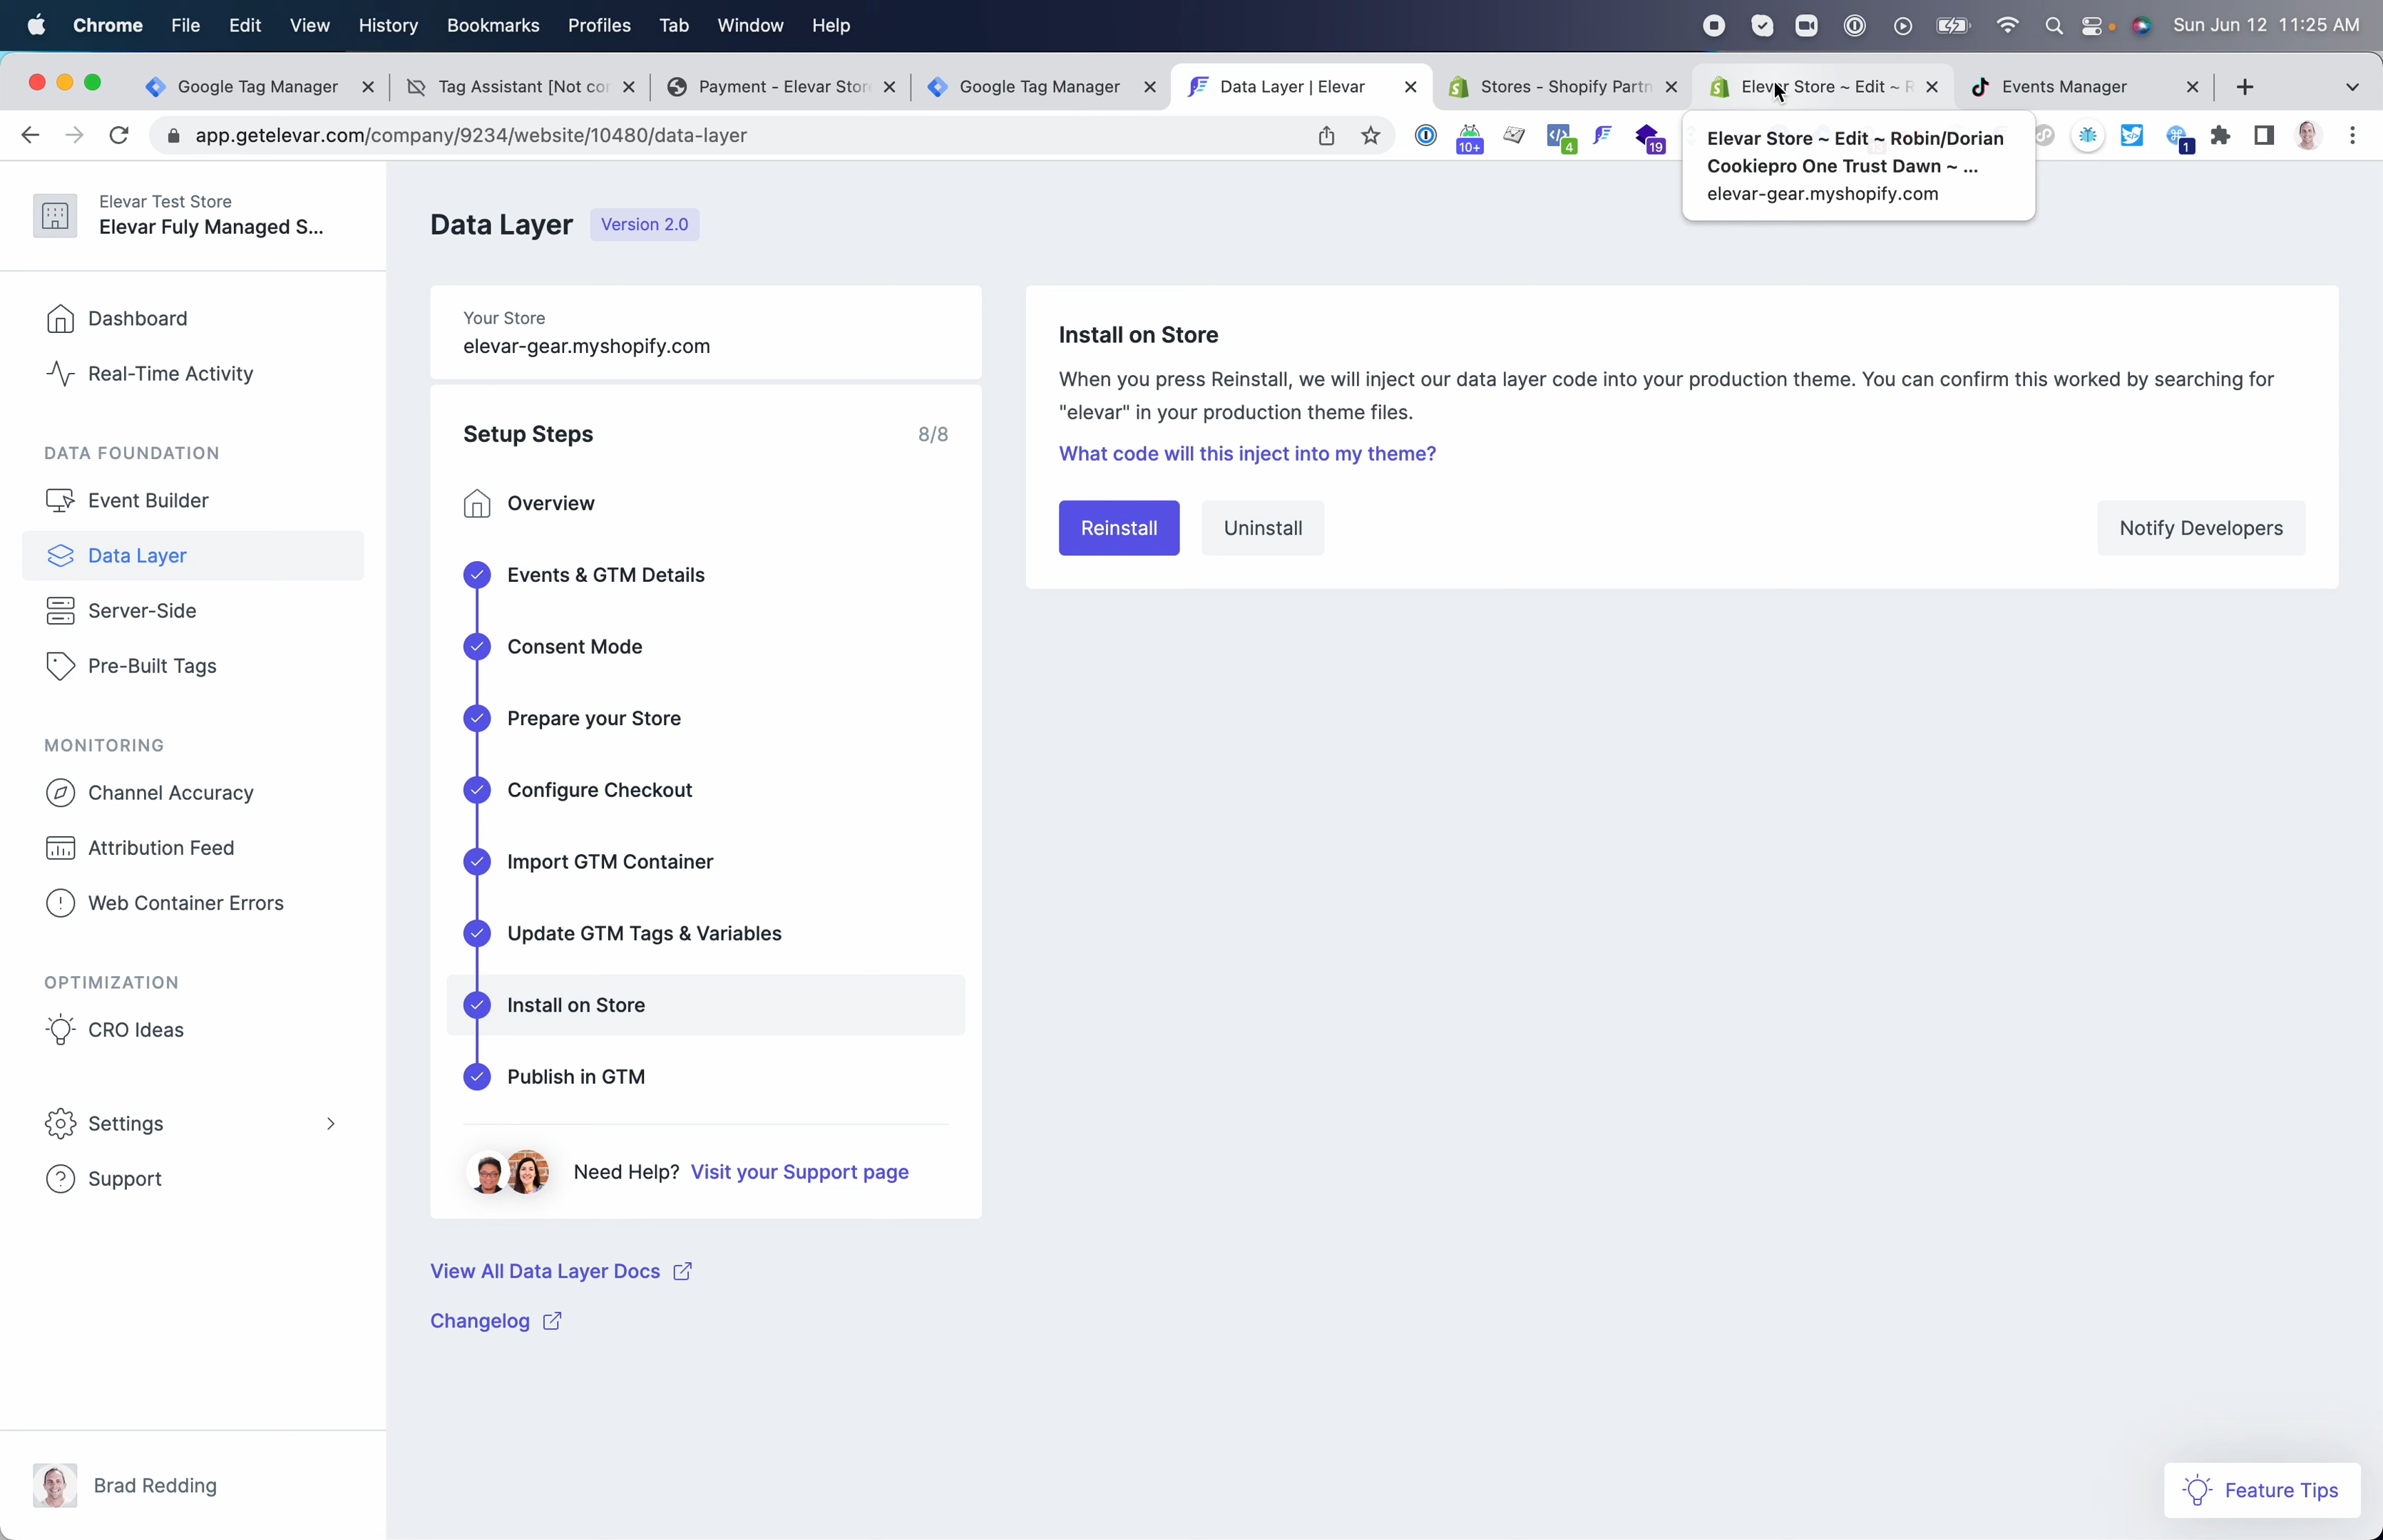 Chrome File Edit View History Bookmarks Profiles Tab Window Help Sun Jun 12 11:25 AM
Google Tag Manager Tag Assistant [Not cor Payment - Elevar Store Google Tag Manager Data Layer | Elevar Stores - Shopify Partn Elevar Store ~ Edit ~ R Events Manager
app.getelevar.com/company/9234/website/10480/data-layer
10+ 4 19 1
Elevar Store ~ Edit ~ Robin/Dorian
Cookiepro One Trust Dawn ~ ...
elevar-gear.myshopify.com
Elevar Test Store
Elevar Fuly Managed S...
Dashboard
Real-Time Activity
DATA FOUNDATION
Event Builder
Data Layer
Server-Side
Pre-Built Tags
MONITORING
Channel Accuracy
Attribution Feed
Web Container Errors
OPTIMIZATION
CRO Ideas
Settings
Support
Brad Redding
Data Layer Version 2.0
Your Store
elevar-gear.myshopify.com
Setup Steps 8/8
Overview
Events & GTM Details
Consent Mode
Prepare your Store
Configure Checkout
Import GTM Container
Update GTM Tags & Variables
Install on Store
Publish in GTM
Need Help? Visit your Support page
View All Data Layer Docs
Changelog
Install on Store
When you press Reinstall, we will inject our data layer code into your production theme. You can confirm this worked by searching for
"elevar" in your production theme files.
What code will this inject into my theme?
Reinstall Uninstall Notify Developers
Feature Tips